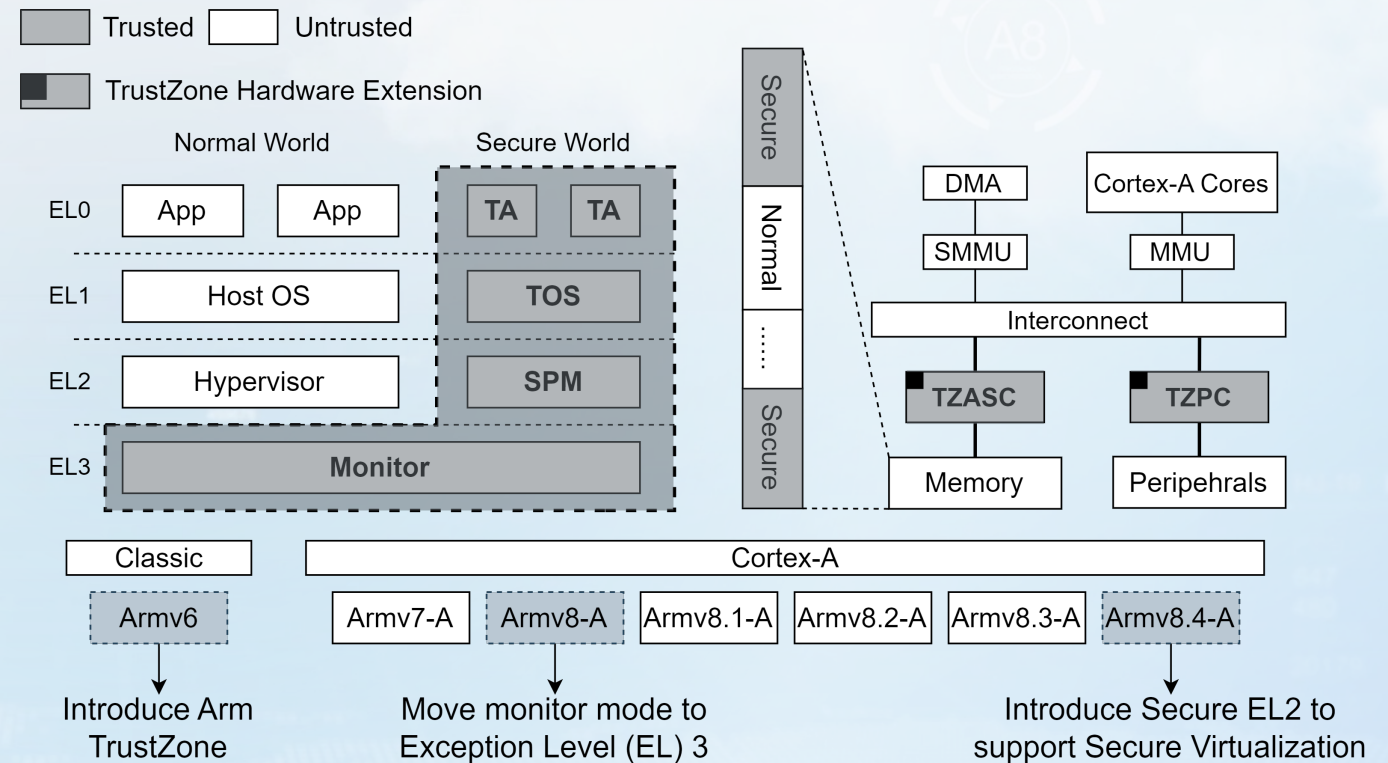 Trusted
Untrusted
TrustZone Hardware Extension
Normal World
Secure World
EL0
App
App
TA
TA
EL1
Host OS
TOS
EL2
Hypervisor
SPM
EL3
Monitor
Secure
Normal
......
Secure
A8
DMA
Cortex-A Cores
SMMU
MMU
Interconnect
TZASC
TZPC
Memory
Peripehrals
Classic
Cortex-A
Armv6
Armv7-A
Armv8-A
Armv8.1-A
Armv8.2-A
Armv8.3-A
Armv8.4-A
Introduce Arm
TrustZone
Move monitor mode to
Exception Level (EL) 3
Introduce Secure EL2 to
support Secure Virtualization